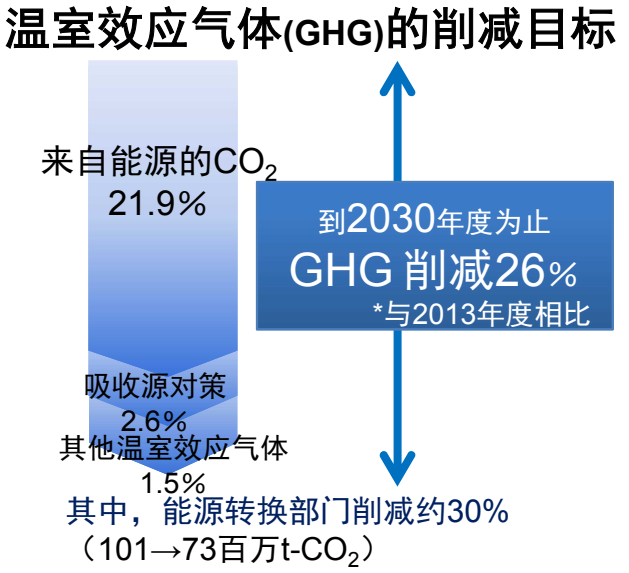 温室效应气体(GHG)的削减目标
来自能源的CO₂
21.9%
到2030年度为止
GHG 削减26%
*与2013年度相比
吸收源对策
2.6%
其他温室效应气体
1.5%
其中，能源转换部门削减约30%
（101→73百万t-CO₂）